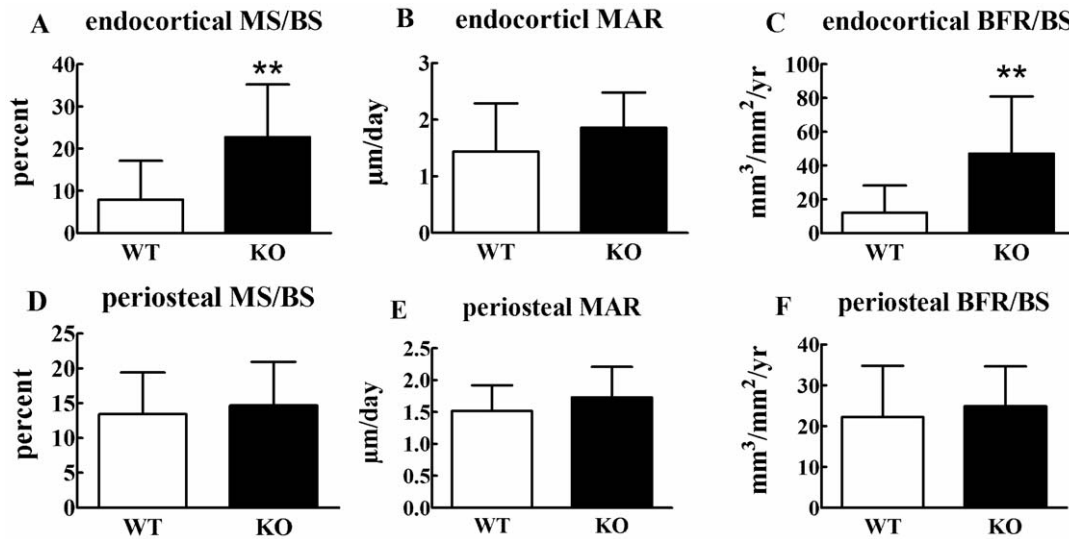 A endocortical MS/BS
**
percent
40
30
20
10
0
WT KO
B endocorticl MAR
µm/day
3
2
1
0
WT KO
C endocortical BFR/BS
**
mm³/mm²/yr
100
80
60
40
20
0
WT KO
D periosteal MS/BS
percent
25
20
15
10
5
0
WT KO
E periosteal MAR
µm/day
2.5
2.0
1.5
1.0
0.5
0.0
WT KO
F periosteal BFR/BS
mm³/mm²/yr
40
30
20
10
0
WT KO